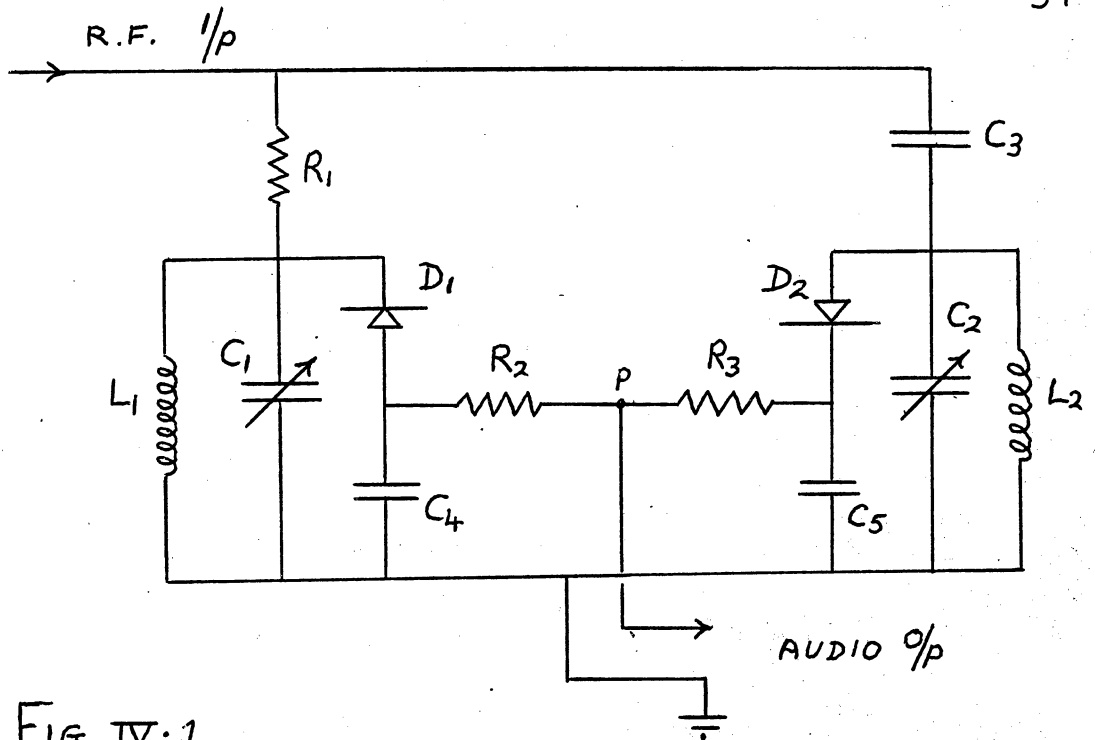 R.F. I/p
C3
R1
D1
D2
C2
C1
R2
P
R3
L1
L2
C4
C5
AUDIO O/p
FIG IV.1